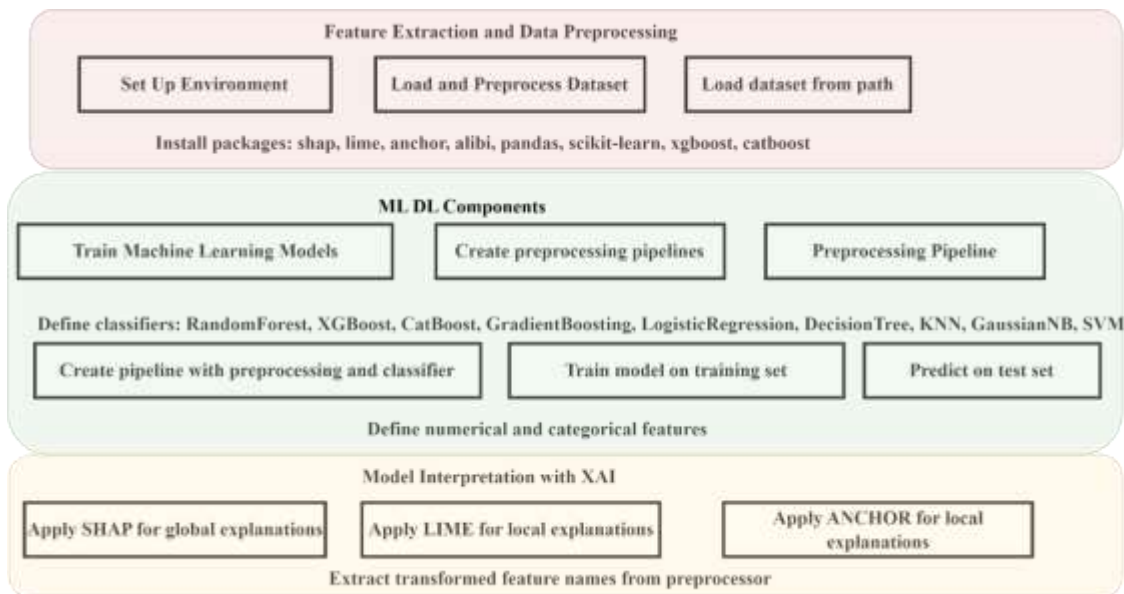 Feature Extraction and Data Preprocessing
Set Up Environment
Load and Preprocess Dataset
Load dataset from path
Install packages: shap, lime, anchor, alibi, pandas, scikit-learn, xgboost, catboost
ML DL Components
Train Machine Learning Models
Create preprocessing pipelines
Preprocessing Pipeline
Define classifiers: RandomForest, XGBoost, CatBoost, GradientBoosting, LogisticRegression, DecisionTree, KNN, GaussianNB, SVM
Create pipeline with preprocessing and classifier
Train model on training set
Predict on test set
Define numerical and categorical features
Model Interpretation with XAI
Apply SHAP for global explanations
Apply LIME for local explanations
Apply ANCHOR for local
explanations
Extract transformed feature names from preprocessor